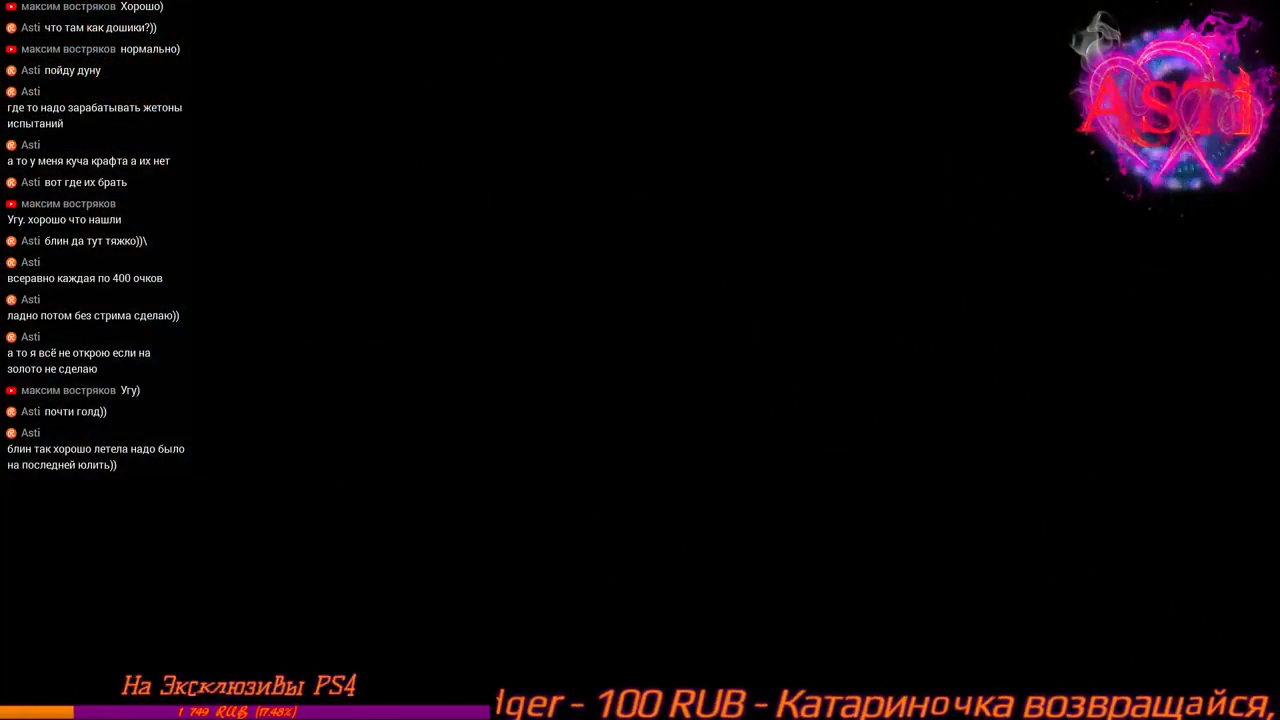 максим востряков Хорошо)
Asti что там как дошики?))
максим востряков нормально)
Asti пойду дуну
Asti
где то надо зарабатывать жетоны
испытаний
Asti
а то у меня куча крафта а их нет
Asti вот где их брать
максим востряков
Угу. хорошо что нашли
Asti блин да тут тяжко))\
Asti
всеравно каждая по 400 очков
Asti
ладно потом без стрима сделаю))
Asti
а то я всё не открою если на
золото не сделаю
максим востряков Угу)
Asti почти голд))
Asti
блин так хорошо летела надо было
на последней юлить))
ASTi
На Эксклюзивы PS4
1 749 RUB (17.48%)
dger - 100 RUB - Катариночка возвращайся,